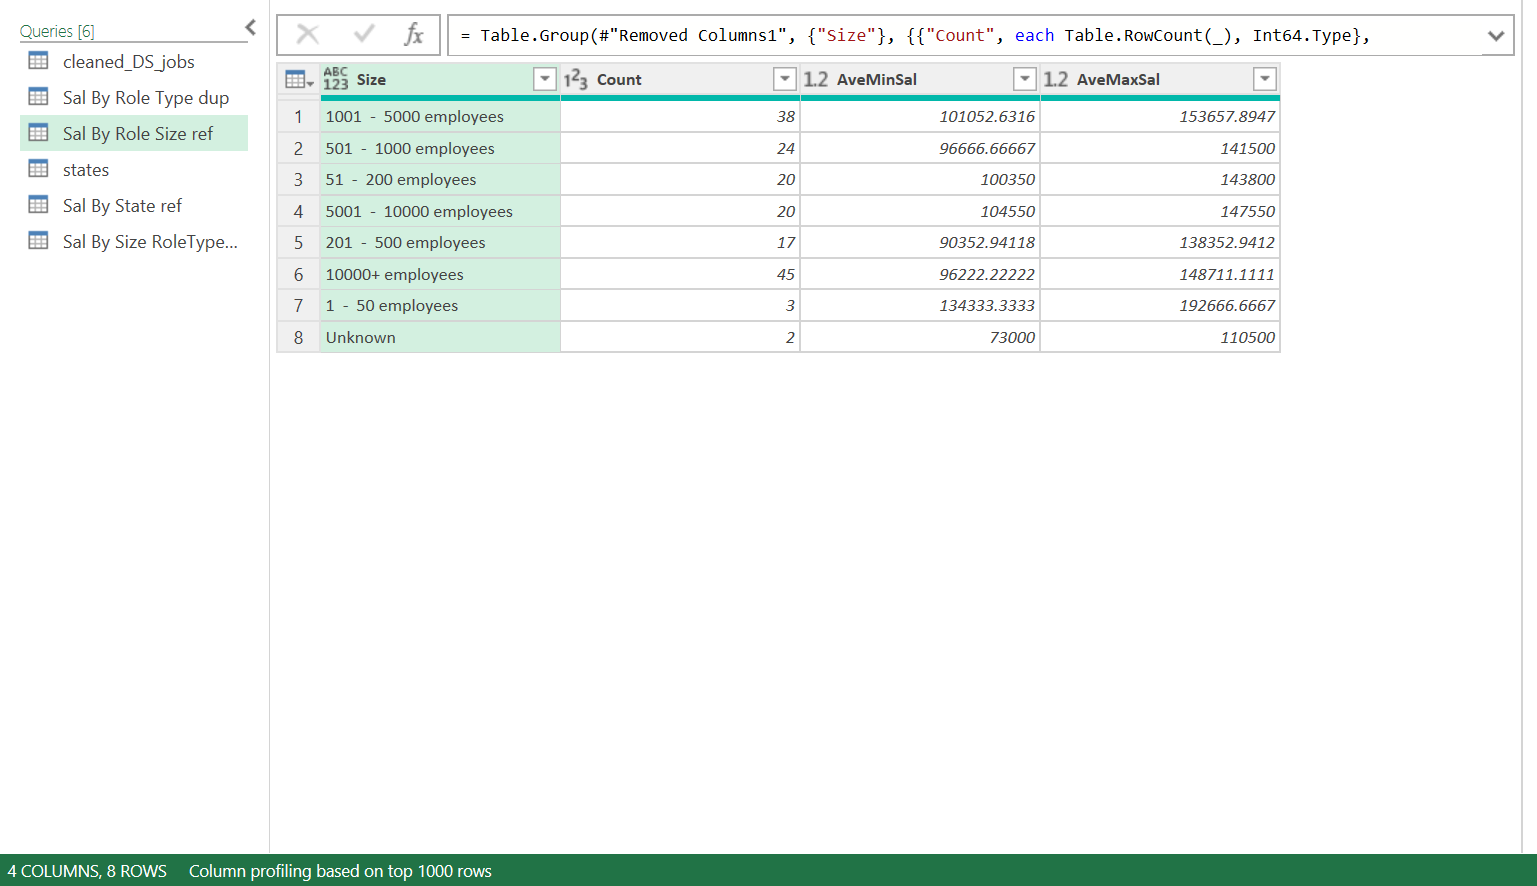 Queries [6]
cleaned_DS_jobs
Sal By Role Type dup
Sal By Role Size ref
states
Sal By State ref
Sal By Size RoleType...
fx = Table.Group(#"Removed Columns1", {"Size"}, {{"Count", each Table.RowCount(_), Int64.Type},
ABC 123 Size 123 Count 1.2 AveMinSal 1.2 AveMaxSal
1 1001 - 5000 employees 38 101052.6316 153657.8947
2 501 - 1000 employees 24 96666.66667 141500
3 51 - 200 employees 20 100350 143800
4 5001 - 10000 employees 20 104550 147550
5 201 - 500 employees 17 90352.94118 138352.9412
6 10000+ employees 45 96222.22222 148711.1111
7 1 - 50 employees 3 134333.3333 192666.6667
8 Unknown 2 73000 110500
4 COLUMNS, 8 ROWS Column profiling based on top 1000 rows